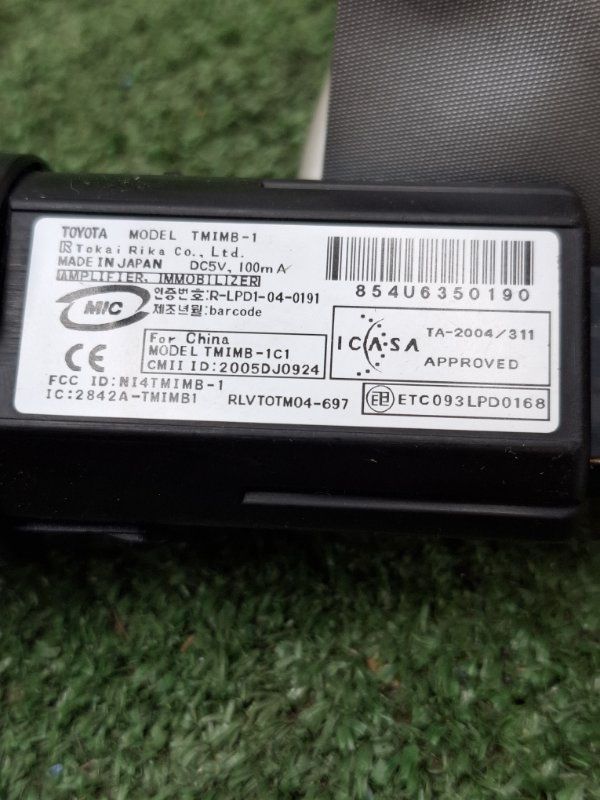 TOYOTA MODEL TMIMB-1
R Tokai Rika Co., Ltd.
MADE IN JAPAN DC5V, 100mA
AMPLIFIER, IMMOBILIZER
854U6350190
MIC
인증번호:R-LPD1-04-0191
제조년월:barcode
CE
For China
MODEL TMIMB-1C1
CMII ID:2005DJ0924
ICASA
TA-2004/311
APPROVED
FCC ID:NI4TMIMB-1
IC:2842A-TMIMB1
RLVTOTM04-697
ETC093LPD0168